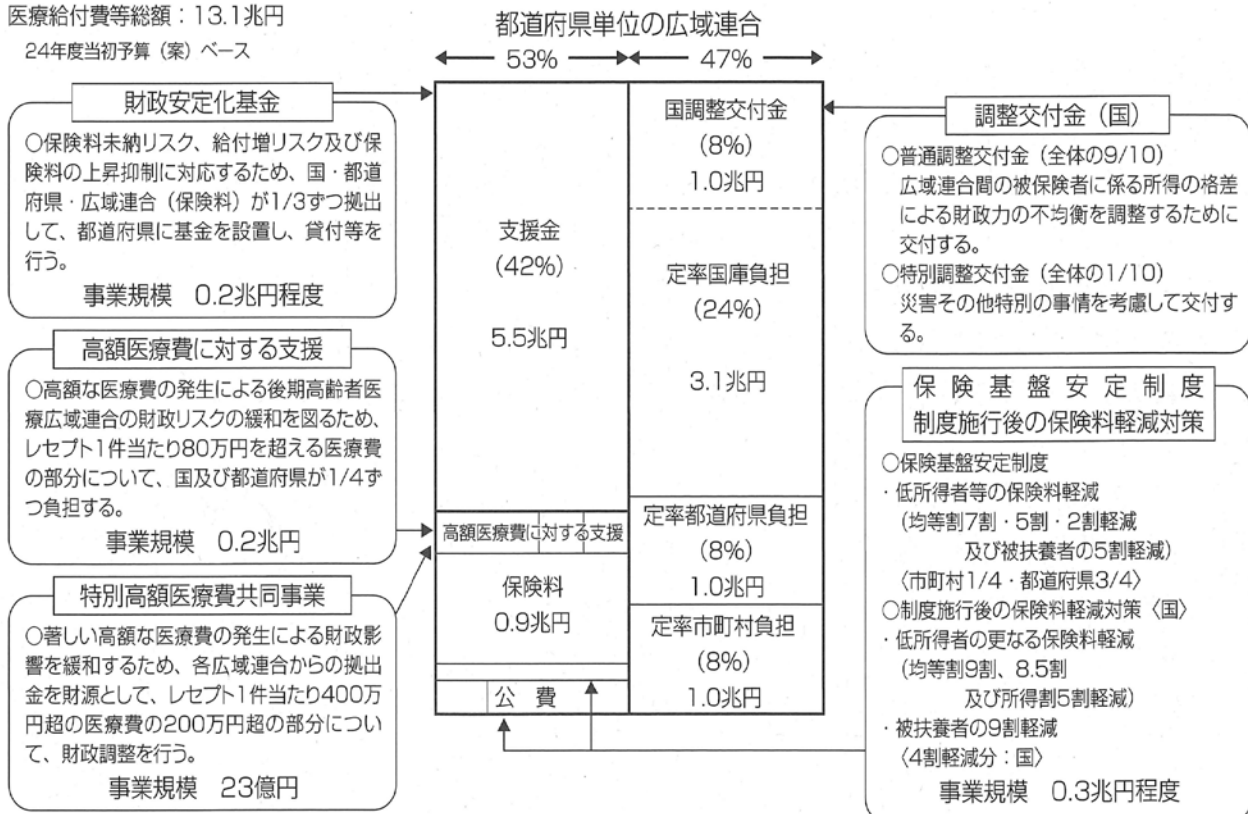 医療給付費等総額：13.1兆円
24年度当初予算（案）ベース
都道府県単位の広域連合
53%
47%
財政安定化基金
○保険料未納リスク、給付増リスク及び保
険料の上昇抑制に対応するため、国・都道
府県・広域連合（保険料）が1/3ずつ拠出
して、都道府県に基金を設置し、貸付等を
行う。
事業規模　0.2兆円程度
高額医療費に対する支援
○高額な医療費の発生による後期高齢者医
療広域連合の財政リスクの緩和を図るため、
レセプト1件当たり80万円を超える医療費
の部分について、国及び都道府県が1/4ず
つ負担する。
事業規模　0.2兆円
特別高額医療費共同事業
○著しい高額な医療費の発生による財政影
響を緩和するため、各広域連合からの拠出
金を財源として、レセプト1件当たり400万
円超の医療費の200万円超の部分につい
て、財政調整を行う。
事業規模　23億円
支援金
(42%)
5.5兆円
高額医療費に対する支援
保険料
0.9兆円
公　費
国調整交付金
(8%)
1.0兆円
定率国庫負担
(24%)
3.1兆円
定率都道府県負担
(8%)
1.0兆円
定率市町村負担
(8%)
1.0兆円
調整交付金（国）
○普通調整交付金（全体の9/10）
広域連合間の被保険者に係る所得の格差
による財政力の不均衡を調整するために
交付する。
○特別調整交付金（全体の1/10）
災害その他特別の事情を考慮して交付す
る。
保険基盤安定制度
制度施行後の保険料軽減対策
○保険基盤安定制度
・低所得者等の保険料軽減
（均等割7割・5割・2割軽減
及び被扶養者の5割軽減）
〈市町村1/4・都道府県3/4〉
○制度施行後の保険料軽減対策〈国〉
・低所得者の更なる保険料軽減
（均等割9割、8.5割
及び所得割5割軽減）
・被扶養者の9割軽減
〈4割軽減分：国〉
事業規模　0.3兆円程度